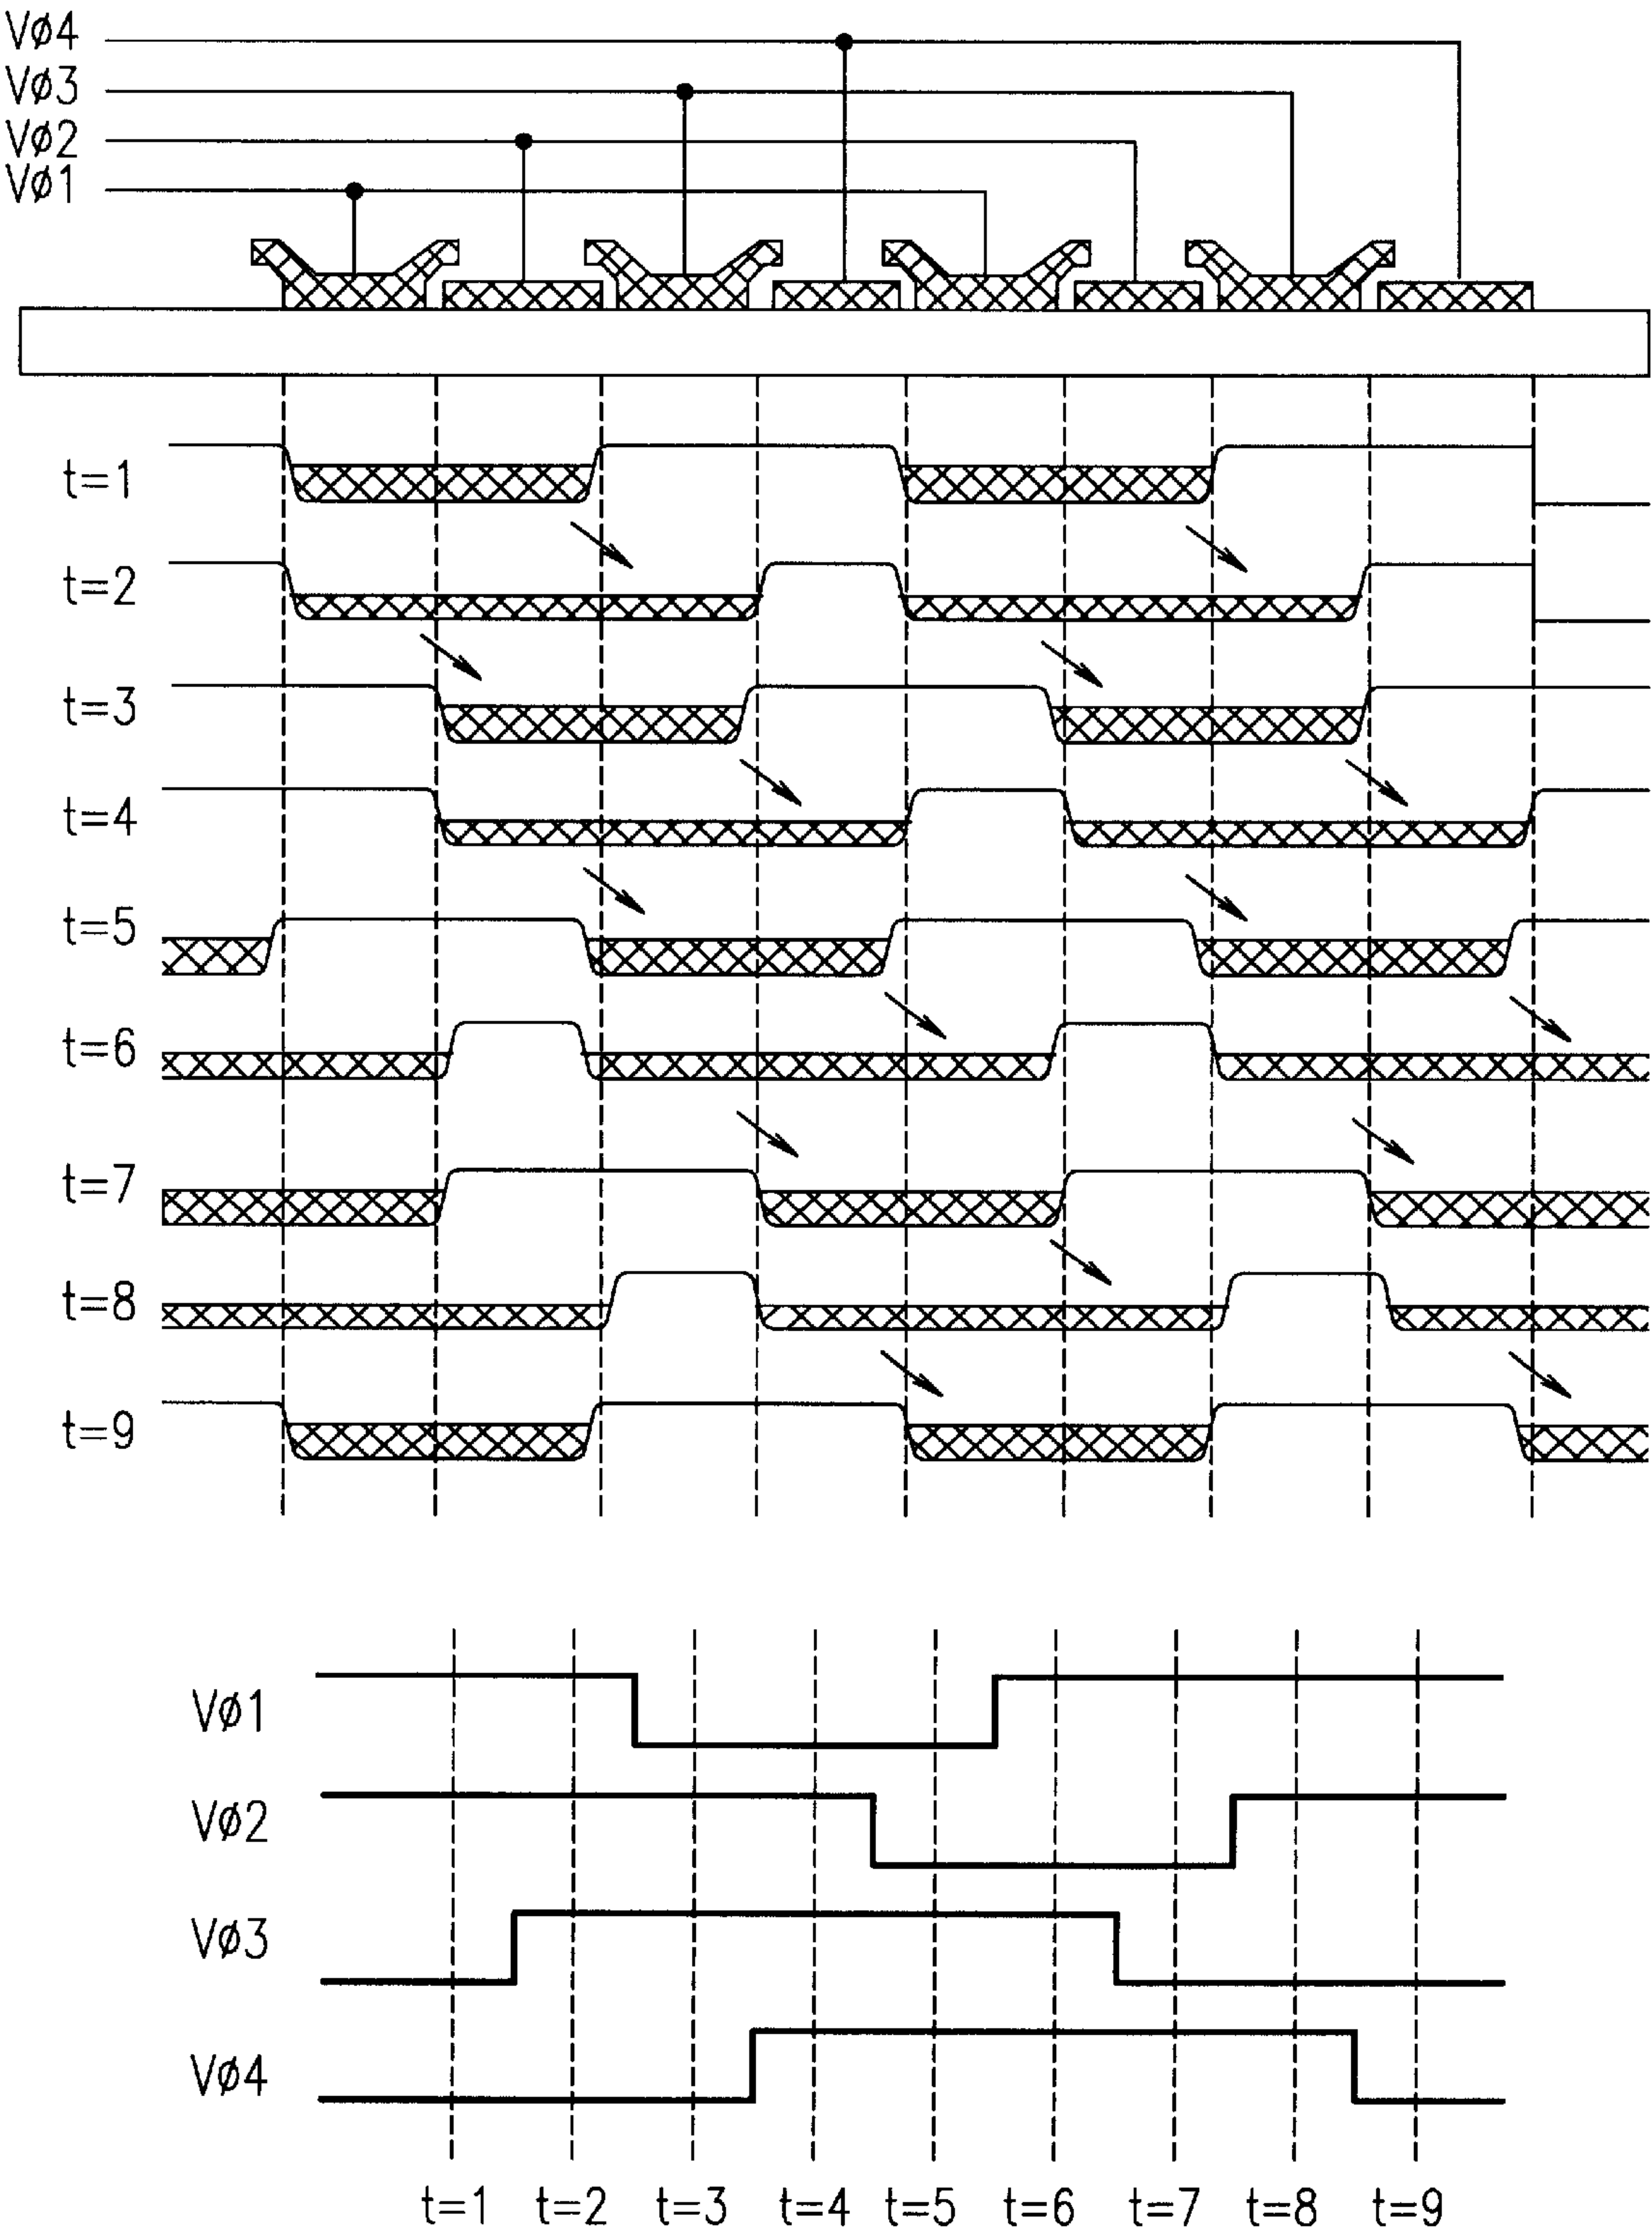 Vø4
Vø3
Vø2
Vø1
t=1
t=2
t=3
t=4
t=5
t=6
t=7
t=8
t=9
Vø1
Vø2
Vø3
Vø4
t=1 t=2 t=3 t=4 t=5 t=6 t=7 t=8 t=9